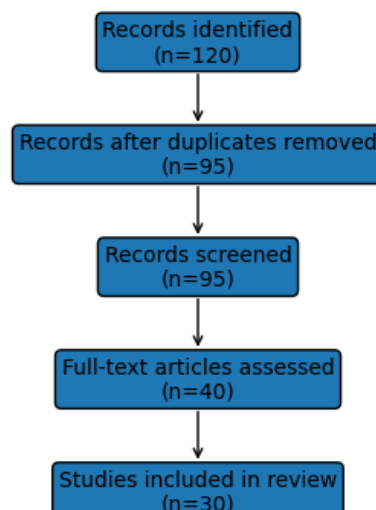 Records identified
(n=120)
Records after duplicates removed
(n=95)
Records screened
(n=95)
Full-text articles assessed
(n=40)
Studies included in review
(n=30)